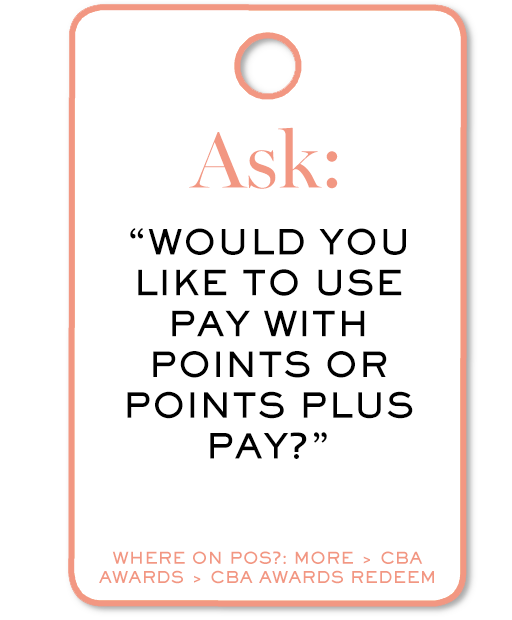 Ask:
“WOULD YOU
LIKE TO USE
PAY WITH
POINTS OR
POINTS PLUS
PAY?”
WHERE ON POS?: MORE > CBA
AWARDS > CBA AWARDS REDEEM